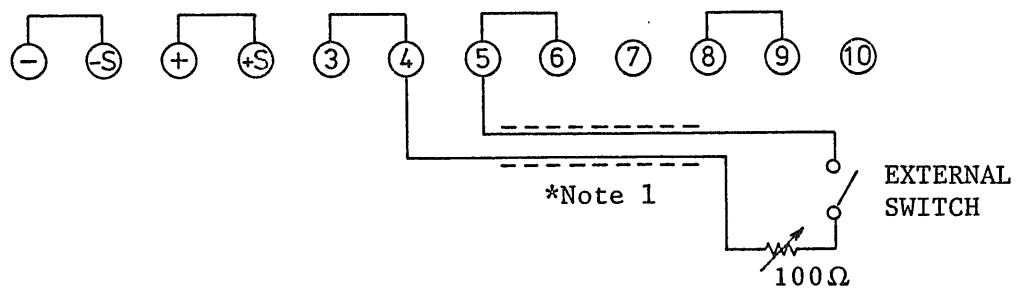 - -S + +S 3 4 5 6 7 8 9 10
*Note 1
EXTERNAL
SWITCH
100Ω